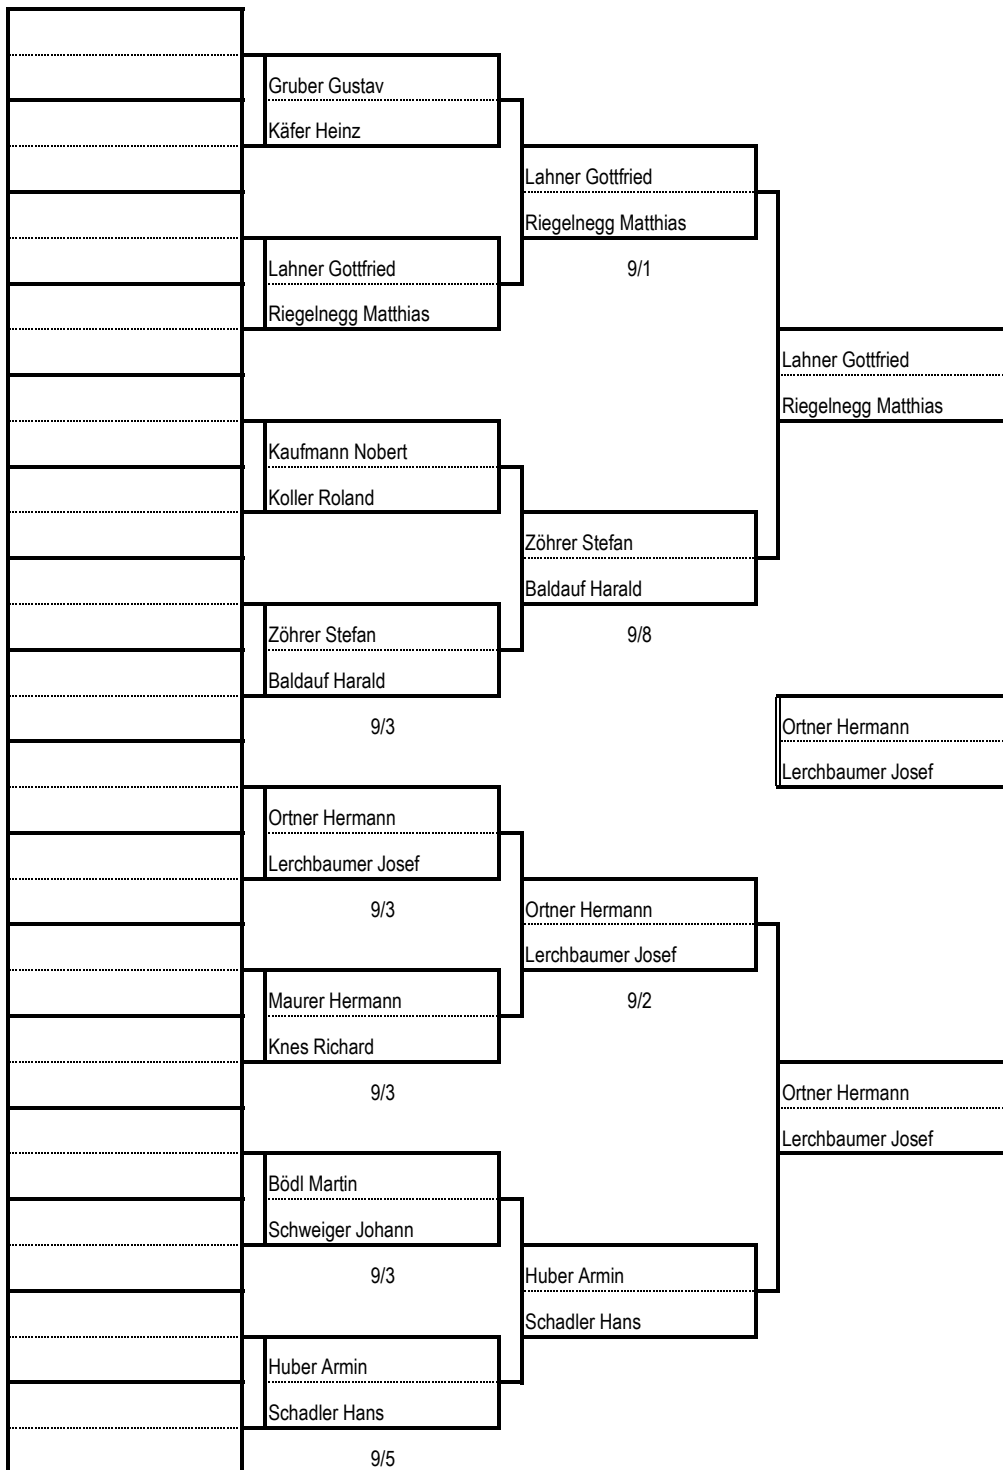 Gruber Gustav
Käfer Heinz
Lahner Gottfried
Riegelnegg Matthias
Kaufmann Nobert
Koller Roland
Zöhrer Stefan
Baldauf Harald
9/3
Ortner Hermann
Lerchbaumer Josef
9/3
Maurer Hermann
Knes Richard
9/3
Bödl Martin
Schweiger Johann
9/3
Huber Armin
Schadler Hans
9/5
Lahner Gottfried
Riegelnegg Matthias
9/1
Zöhrer Stefan
Baldauf Harald
9/8
Ortner Hermann
Lerchbaumer Josef
9/2
Huber Armin
Schadler Hans
Lahner Gottfried
Riegelnegg Matthias
Ortner Hermann
Lerchbaumer Josef
Ortner Hermann
Lerchbaumer Josef